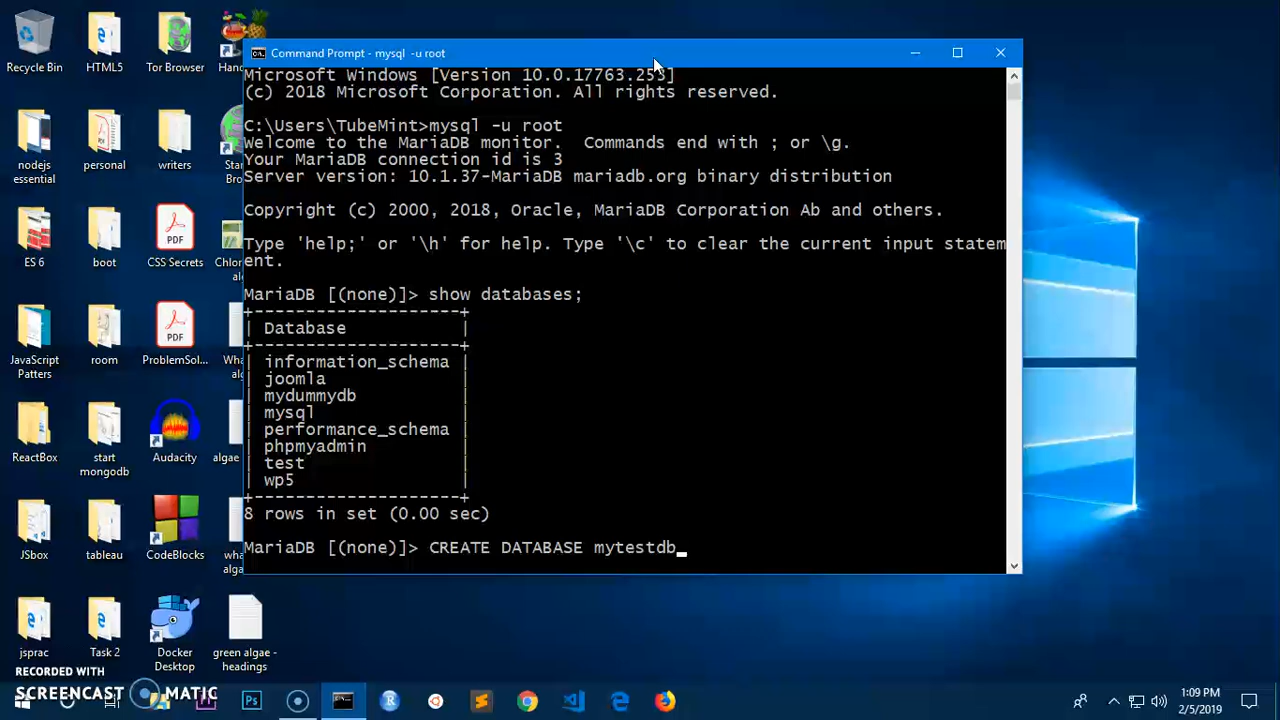 Command Prompt - mysql -u root
Microsoft Windows [Version 10.0.17763.253]
(c) 2018 Microsoft Corporation. All rights reserved.
C:\Users\TubeMint>mysql -u root
Welcome to the MariaDB monitor.  Commands end with ; or \g.
Your MariaDB connection id is 3
Server version: 10.1.37-MariaDB mariadb.org binary distribution
Copyright (c) 2000, 2018, Oracle, MariaDB Corporation Ab and others.
Type 'help;' or '\h' for help. Type '\c' to clear the current input statem
ent.
MariaDB [(none)]> show databases;
+--------------------+
| Database           |
+--------------------+
| information_schema |
| joomla             |
| mydummydb          |
| mysql              |
| performance_schema |
| phpmyadmin         |
| test               |
| wp5                |
+--------------------+
8 rows in set (0.00 sec)
MariaDB [(none)]> CREATE DATABASE mytestdb_
Recycle Bin
HTML5
Tor Browser
nodejs
essential
personal
writers
ES 6
boot
PDF
CSS Secrets
JavaScript
Patters
room
PDF
ProblemSol...
ReactBox
start
mongodb
Audacity
algae
JSbox
tableau
CodeBlocks
jsprac
Task 2
Docker
Desktop
green algae -
headings
RECORDED WITH
SCREENCAST MATIC
Ps
1:09 PM
2/5/2019